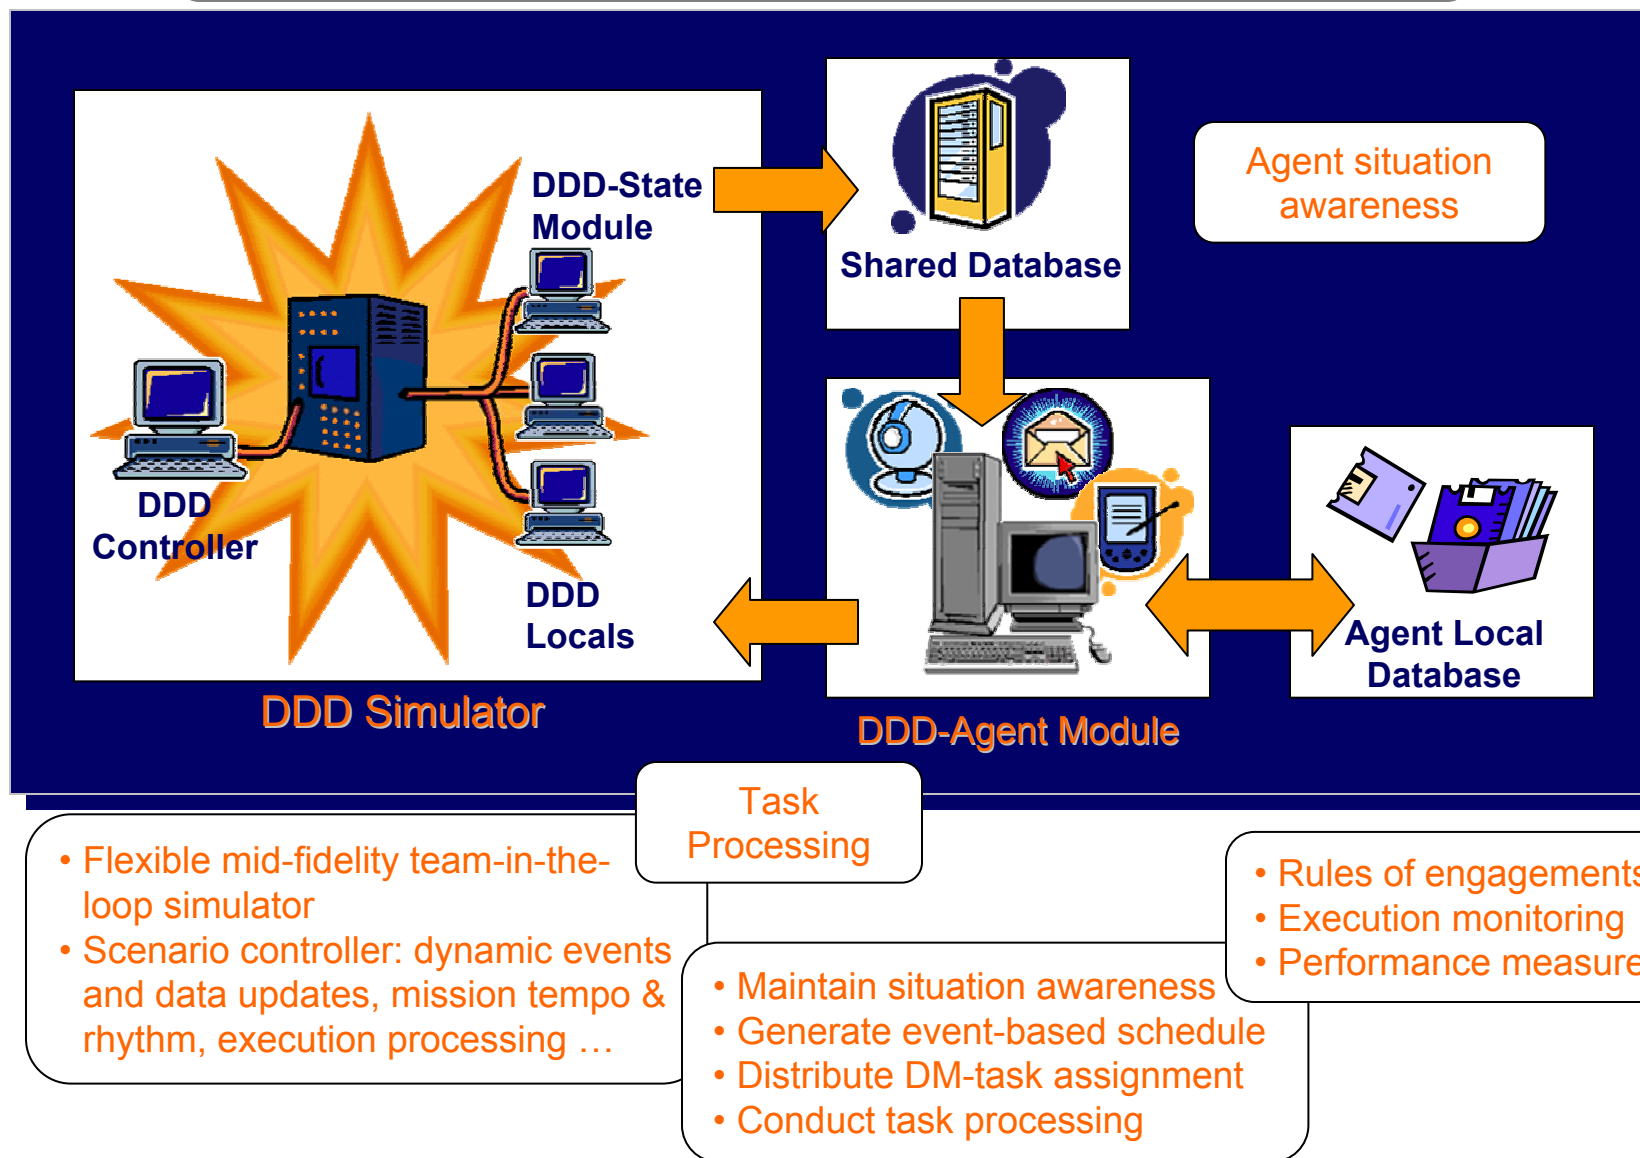 DDD-State
Module
Shared Database
Agent situation
awareness
DDD
Controller
DDD
Locals
Agent Local
Database
DDD Simulator
DDD-Agent Module
Task
Processing
• Flexible mid-fidelity team-in-the-
loop simulator
• Scenario controller: dynamic events
and data updates, mission tempo &
rhythm, execution processing …
• Maintain situation awareness
• Generate event-based schedule
• Distribute DM-task assignment
• Conduct task processing
• Rules of engagements
• Execution monitoring
• Performance measure